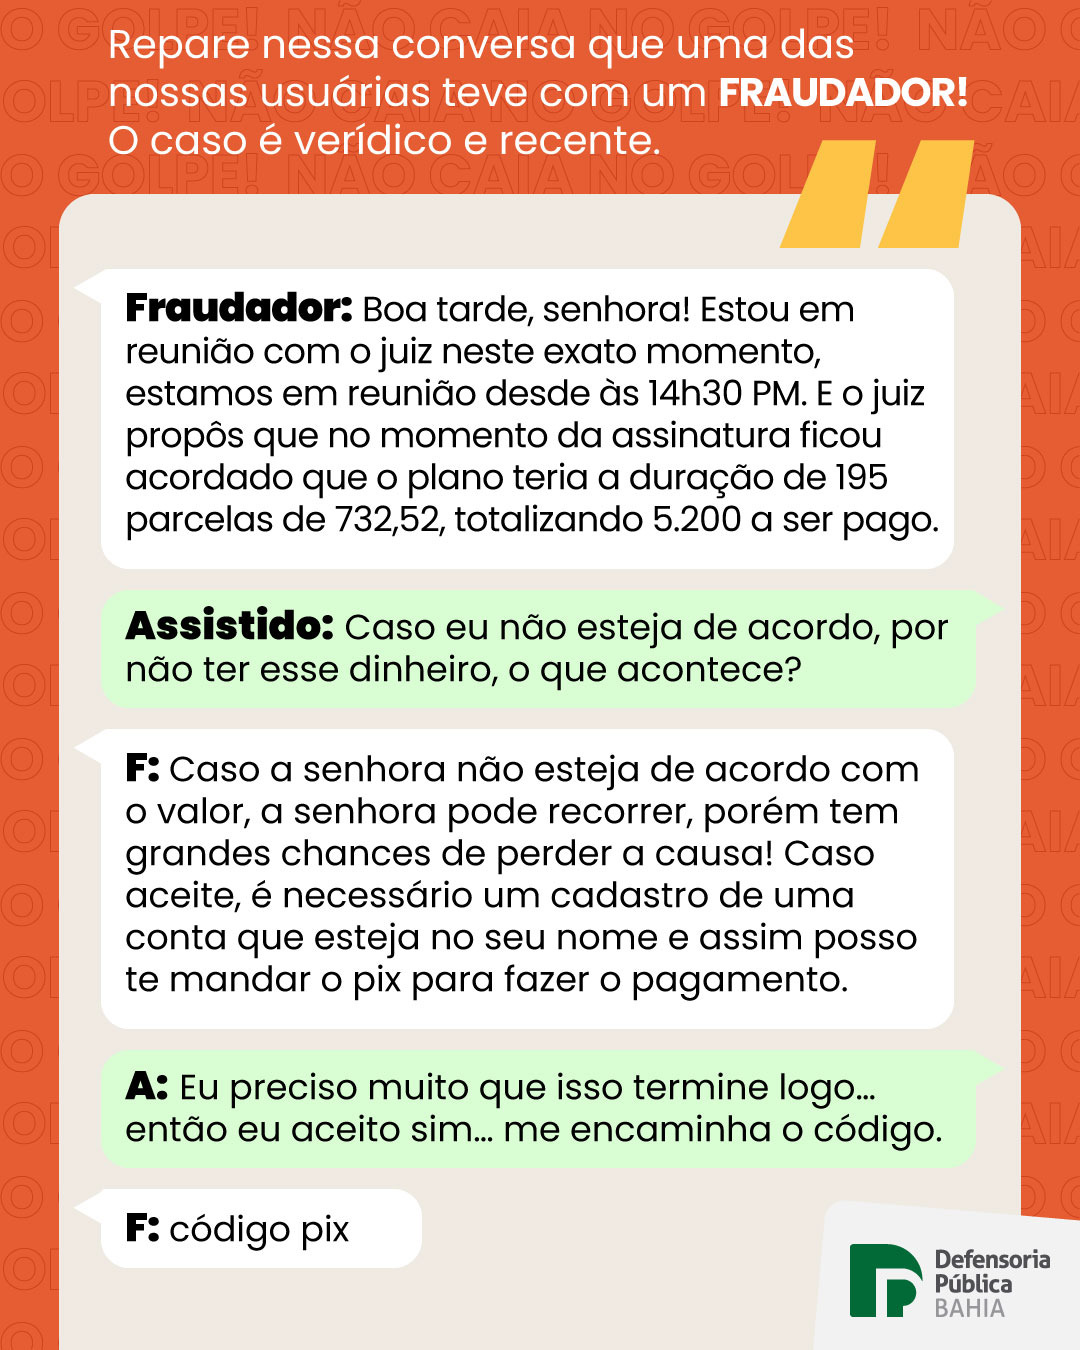 Repare nessa conversa que uma das
nossas usuárias teve com um FRAUDADOR!
O caso é verídico e recente.
Fraudador: Boa tarde, senhora! Estou em
reunião com o juiz neste exato momento,
estamos em reunião desde às 14h30 PM. E o juiz
propôs que no momento da assinatura ficou
acordado que o plano teria a duração de 195
parcelas de 732,52, totalizando 5.200 a ser pago.
Assistido: Caso eu não esteja de acordo, por
não ter esse dinheiro, o que acontece?
F: Caso a senhora não esteja de acordo com
o valor, a senhora pode recorrer, porém tem
grandes chances de perder a causa! Caso
aceite, é necessário um cadastro de uma
conta que esteja no seu nome e assim posso
te mandar o pix para fazer o pagamento.
A: Eu preciso muito que isso termine logo...
então eu aceito sim... me encaminha o código.
F: código pix
Defensoria
Pública
BAHIA